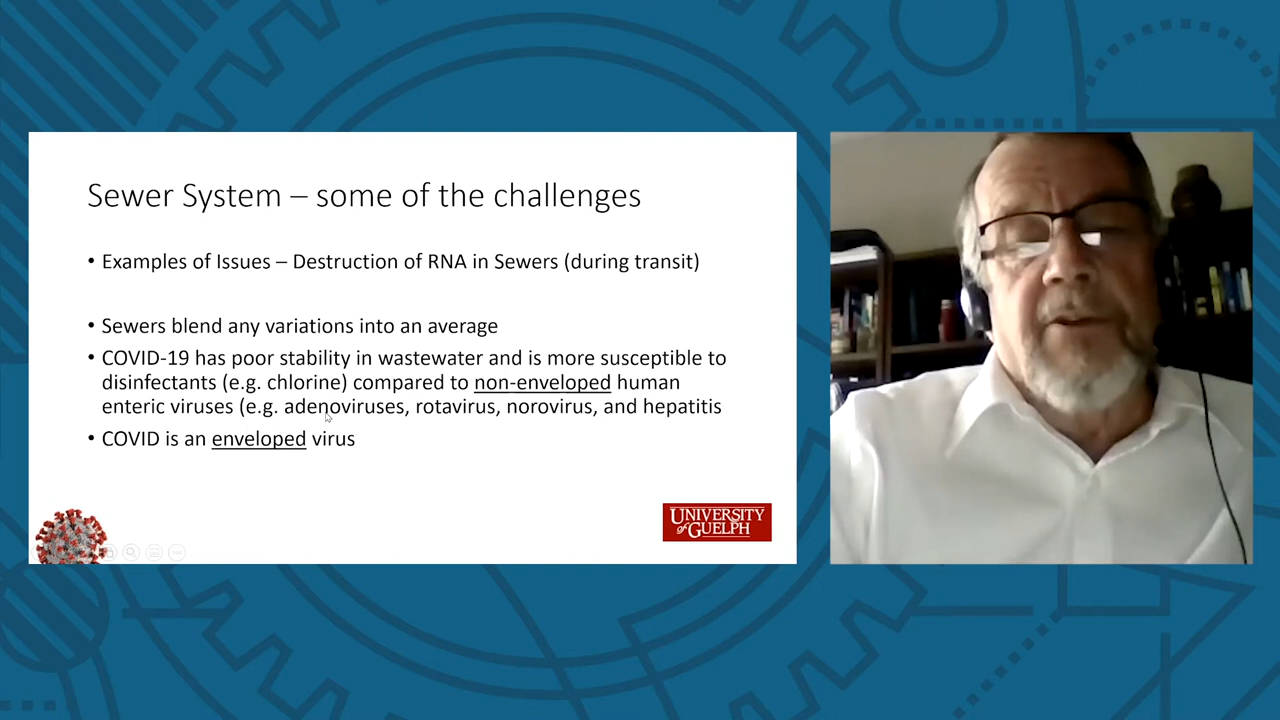 Sewer System – some of the challenges
• Examples of Issues – Destruction of RNA in Sewers (during transit)
• Sewers blend any variations into an average
• COVID-19 has poor stability in wastewater and is more susceptible to
disinfectants (e.g. chlorine) compared to non-enveloped human
enteric viruses (e.g. adenoviruses, rotavirus, norovirus, and hepatitis
• COVID is an enveloped virus
UNIVERSITY
of GUELPH